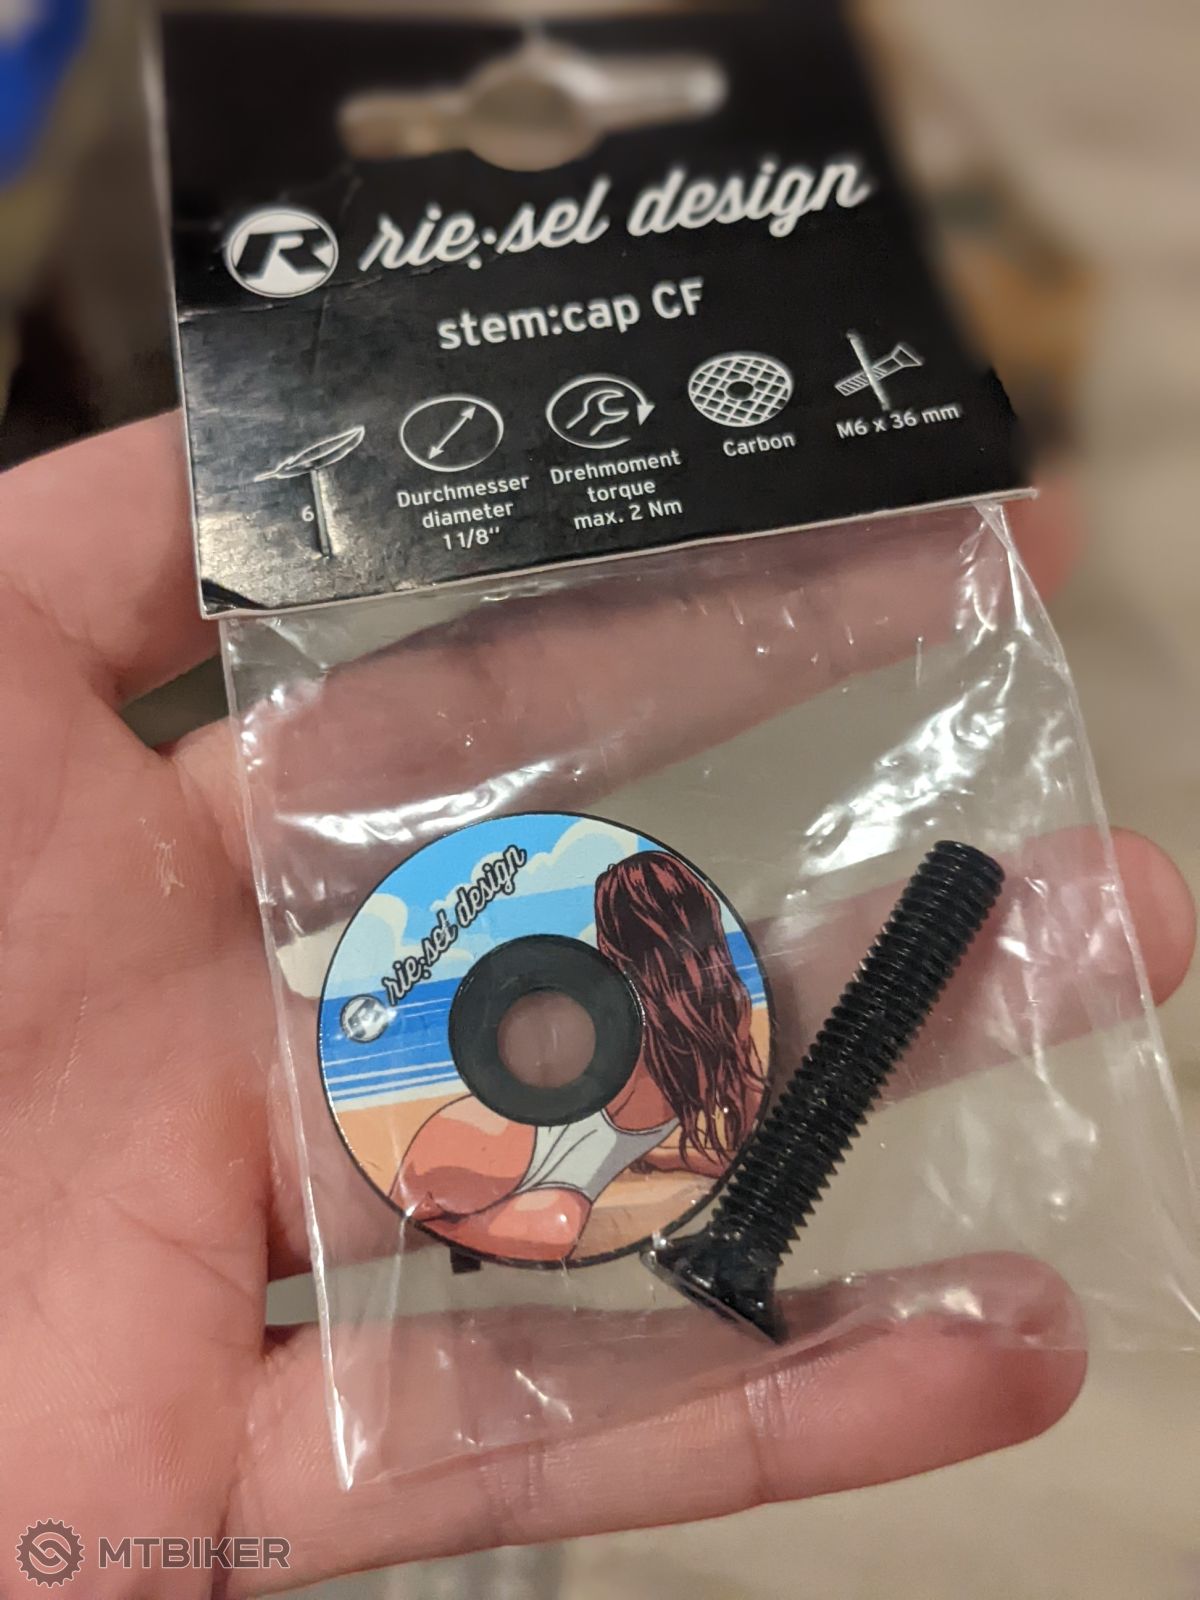 R rie:sel design
stem:cap CF
6
Durchmesser
diameter
1 1/8"
Drehmoment
torque
max. 2 Nm
Carbon
M6 x 36 mm
R rie:sel design
MTBIKER